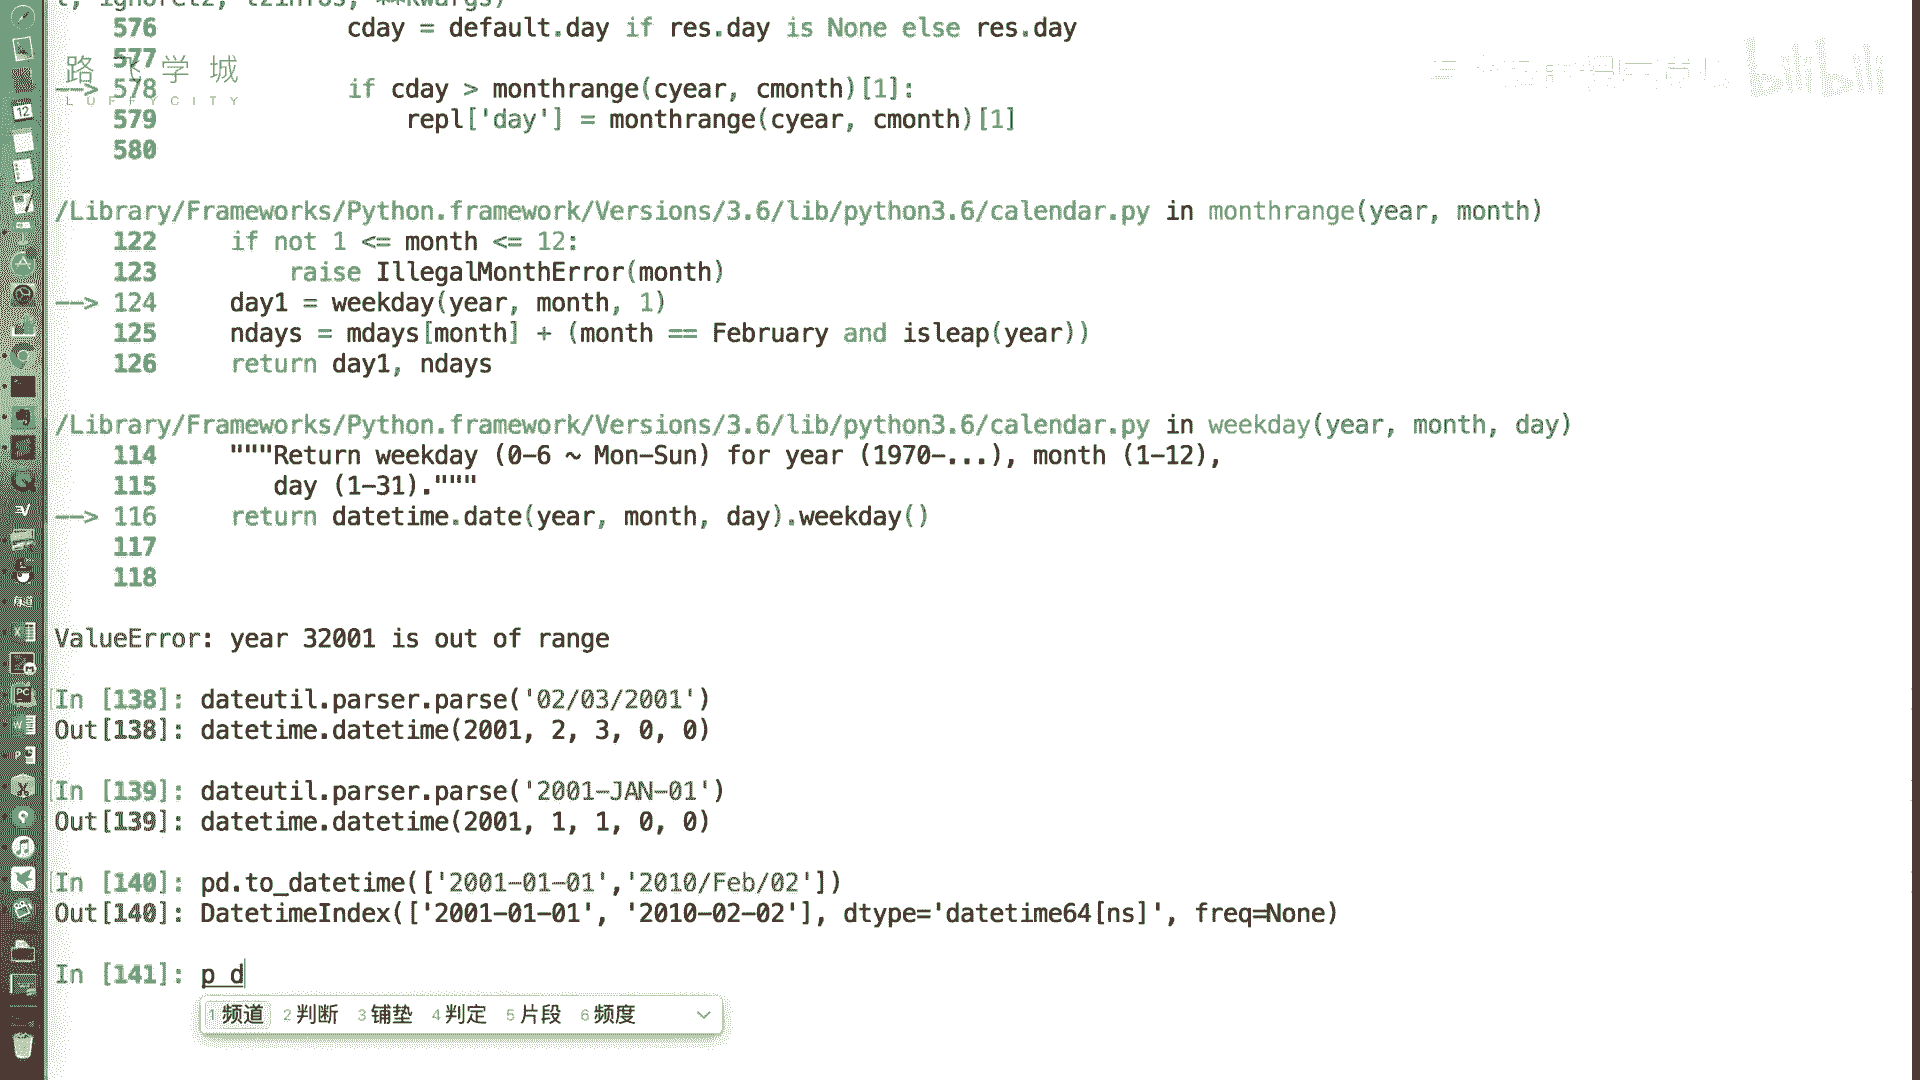 576             cday = default.day if res.day is None else res.day
577
路飞学城
--> 578             if cday > monthrange(cyear, cmonth)[1]:
LUFFYCITY
bilibili
579                 repl['day'] = monthrange(cyear, cmonth)[1]
580
/Library/Frameworks/Python.framework/Versions/3.6/lib/python3.6/calendar.py in monthrange(year, month)
122     if not 1 <= month <= 12:
123         raise IllegalMonthError(month)
--> 124     day1 = weekday(year, month, 1)
125     ndays = mdays[month] + (month == February and isleap(year))
126     return day1, ndays
/Library/Frameworks/Python.framework/Versions/3.6/lib/python3.6/calendar.py in weekday(year, month, day)
114     """Return weekday (0-6 ~ Mon-Sun) for year (1970-...), month (1-12),
115        day (1-31)."""
--> 116     return datetime.date(year, month, day).weekday()
117
118
ValueError: year 32001 is out of range
In [138]: dateutil.parser.parse('02/03/2001')
Out[138]: datetime.datetime(2001, 2, 3, 0, 0)
In [139]: dateutil.parser.parse('2001-JAN-01')
Out[139]: datetime.datetime(2001, 1, 1, 0, 0)
In [140]: pd.to_datetime(['2001-01-01','2010/Feb/02'])
Out[140]: DatetimeIndex(['2001-01-01', '2010-02-02'], dtype='datetime64[ns]', freq=None)
In [141]: p d
1 频道 2 判断 3 铺垫 4 判定 5 片段 6 频度